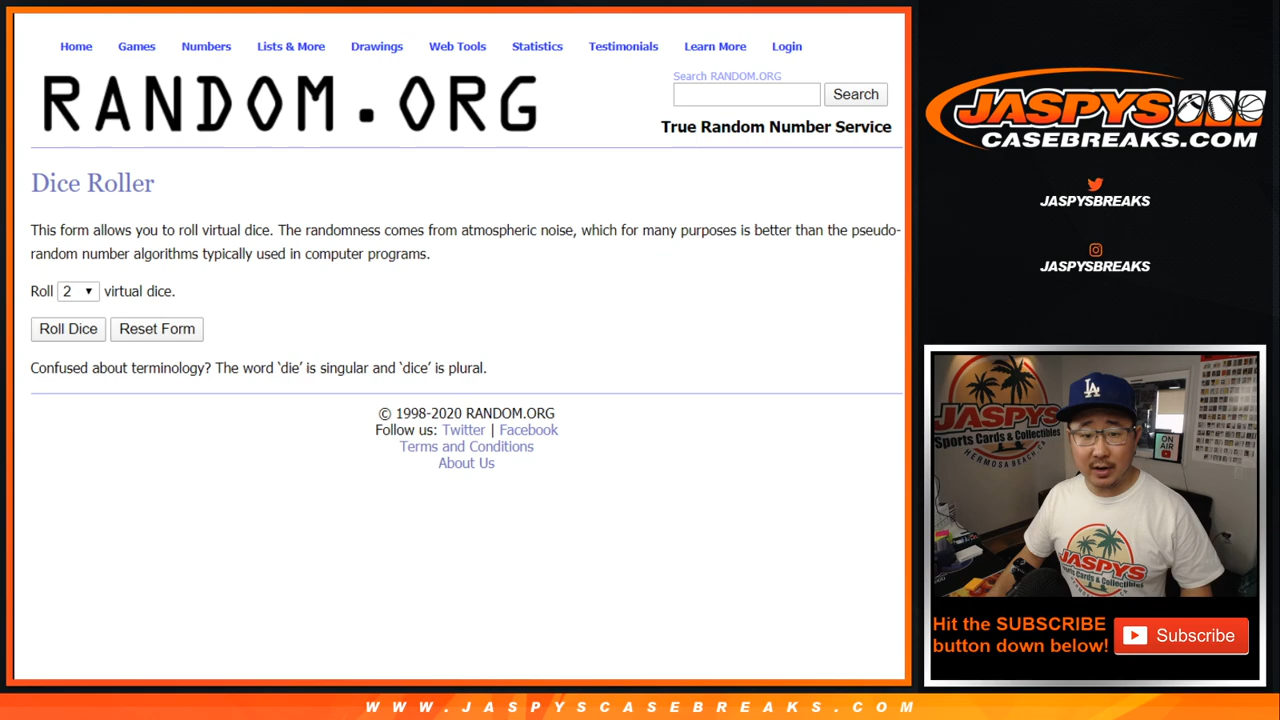 Home Games Numbers Lists & More Drawings Web Tools Statistics Testimonials Learn More Login
RANDOM.ORG
Search RANDOM.ORG
Search
True Random Number Service
Dice Roller
This form allows you to roll virtual dice. The randomness comes from atmospheric noise, which for many purposes is better than the pseudo-
random number algorithms typically used in computer programs.
Roll 2 virtual dice.
Roll Dice Reset Form
Confused about terminology? The word ‘die’ is singular and ‘dice’ is plural.
© 1998-2020 RANDOM.ORG
Follow us: Twitter | Facebook
Terms and Conditions
About Us
JASPYS
CASEBREAKS.COM
JASPYSBREAKS
JASPYSBREAKS
JASPYS
Sports Cards & Collectibles
HERMOSA BEACH CA
LA
ON
AIR
JASPYS
Sports Cards & Collectibles
Hit the SUBSCRIBE
button down below!
Subscribe
WWW.JASPYSCASEBREAKS.COM